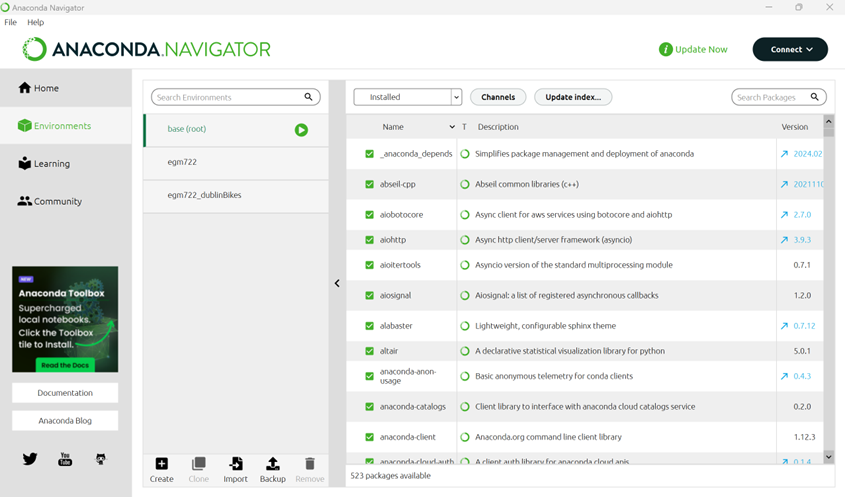 Anaconda Navigator
File Help
ANACONDA.NAVIGATOR
i Update Now
Connect
Home
Environments
Learning
Community
NEW
Anaconda Toolbox
Supercharged
local notebooks.
Click the Toolbox
tile to Install.
Read the Docs
Documentation
Anaconda Blog
You
Tube
Search Environments
base (root)
egm722
egm722_dublinBikes
Create Clone Import Backup Remove
Installed Channels Update index... Search Packages
Name T Description Version
_anaconda_depends Simplifies package management and deployment of anaconda 2024.02
abseil-cpp Abseil common libraries (c++) 2021110
aiobotocore Async client for aws services using botocore and aiohttp 2.7.0
aiohttp Async http client/server framework (asyncio) 3.9.3
aioitertools Asyncio version of the standard multiprocessing module 0.7.1
aiosignal Aiosignal: a list of registered asynchronous callbacks 1.2.0
alabaster Lightweight, configurable sphinx theme 0.7.12
altair A declarative statistical visualization library for python 5.0.1
anaconda-anon-
usage Basic anonymous telemetry for conda clients 0.4.3
anaconda-catalogs Client library to interface with anaconda cloud catalogs service 0.2.0
anaconda-client Anaconda.org command line client library 1.12.3
anaconda-cloud-auth A client auth library for anaconda cloud apis 0.1.4
523 packages available